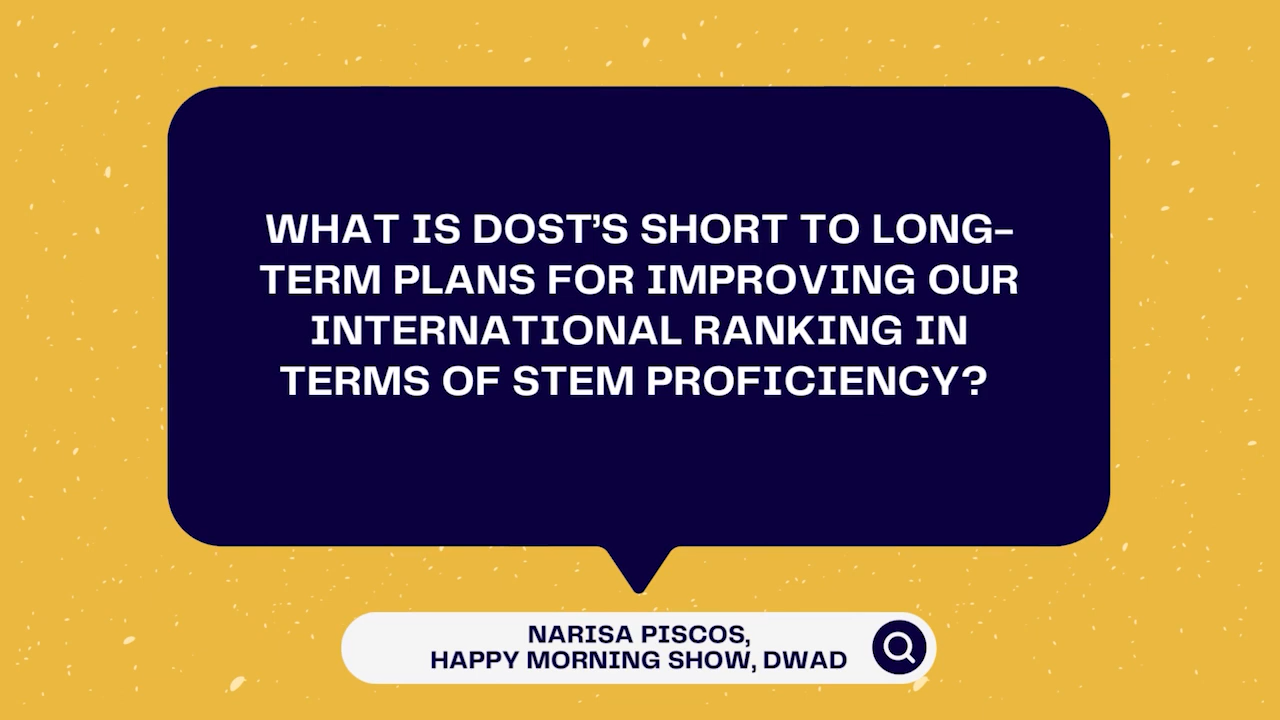 WHAT IS DOST’S SHORT TO LONG-
TERM PLANS FOR IMPROVING OUR
INTERNATIONAL RANKING IN
TERMS OF STEM PROFICIENCY?
NARISA PISCOS,
HAPPY MORNING SHOW, DWAD